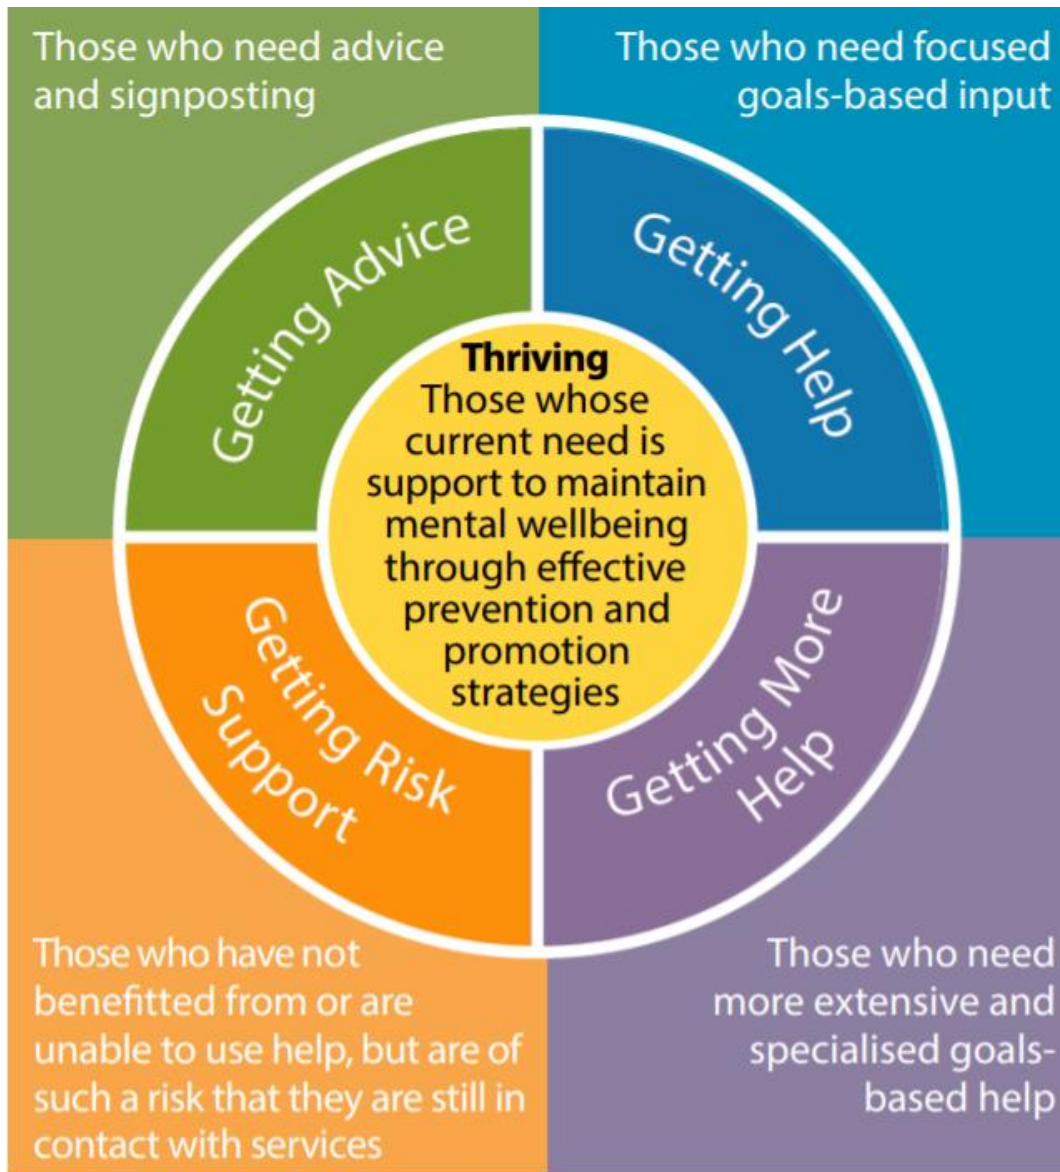 Those who need advice
and signposting
Those who need focused
goals-based input
Getting Advice
Getting Help
Thriving
Those whose
current need is
support to maintain
mental wellbeing
through effective
prevention and
promotion
strategies
Getting Risk
Support
Getting More
Help
Those who have not
benefitted from or are
unable to use help, but are of
such a risk that they are still in
contact with services
Those who need
more extensive and
specialised goals-
based help